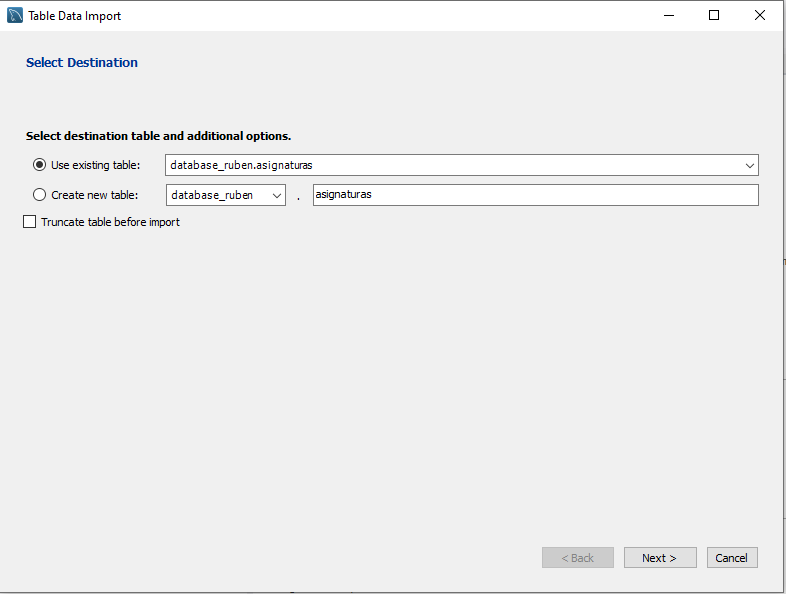 Table Data Import
Select Destination
Select destination table and additional options.
Use existing table: database_ruben.asignaturas
Create new table: database_ruben . asignaturas
Truncate table before import
< Back Next > Cancel